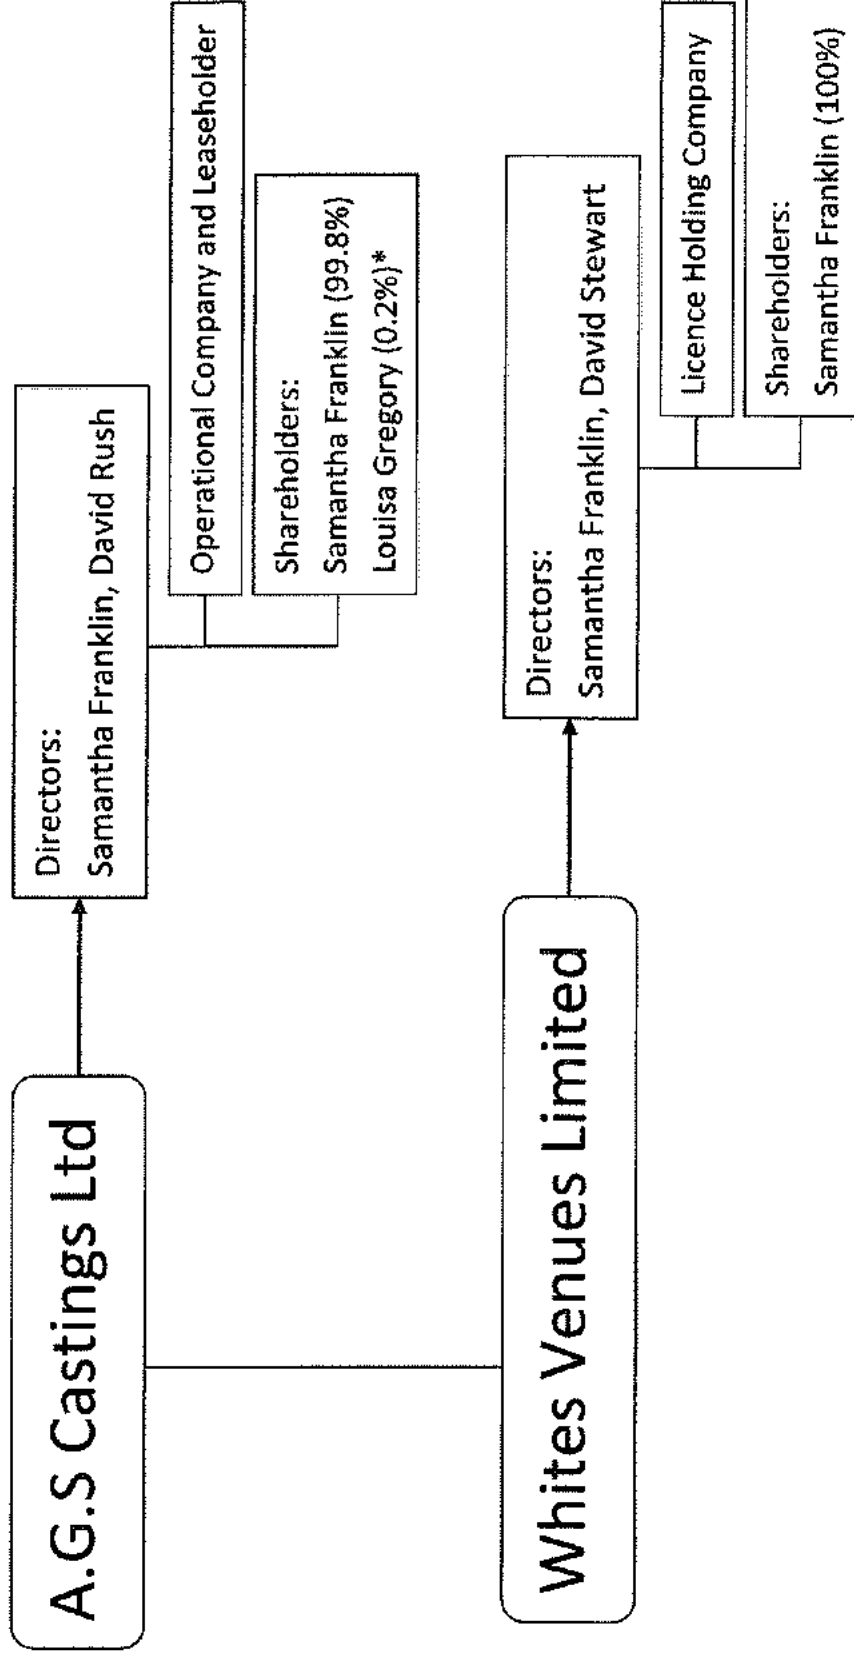 A.G.S Castings Ltd
Directors:
Samantha Franklin, David Rush
Operational Company and Leaseholder
Shareholders:
Samantha Franklin (99.8%)
Louisa Gregory (0.2%)*
Whites Venues Limited
Directors:
Samantha Franklin, David Stewart
Licence Holding Company
Shareholders:
Samantha Franklin (100%)